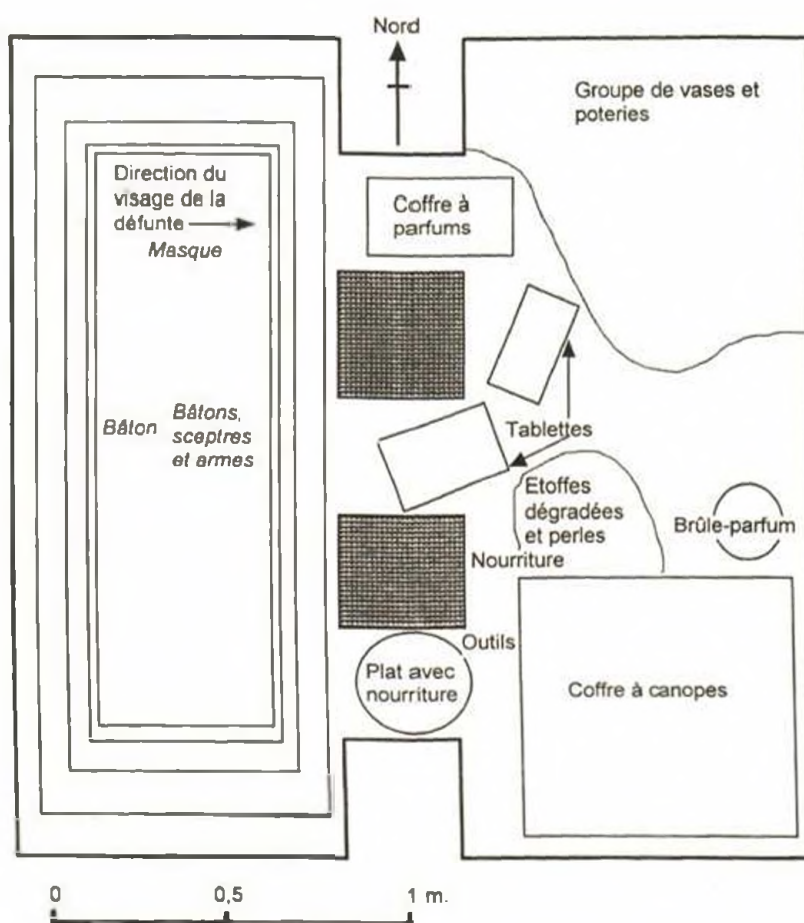 Nord
Groupe de vases et
poteries
Direction du
visage de la
défunte
Masque
Coffre à
parfums
Bâton
Bâtons,
sceptres
et armes
Tablettes
Etoffes
dégradées
et perles
Brûle-parfum
Nourriture
Outils
Plat avec
nourriture
Coffre à canopes
0 0,5 1 m.